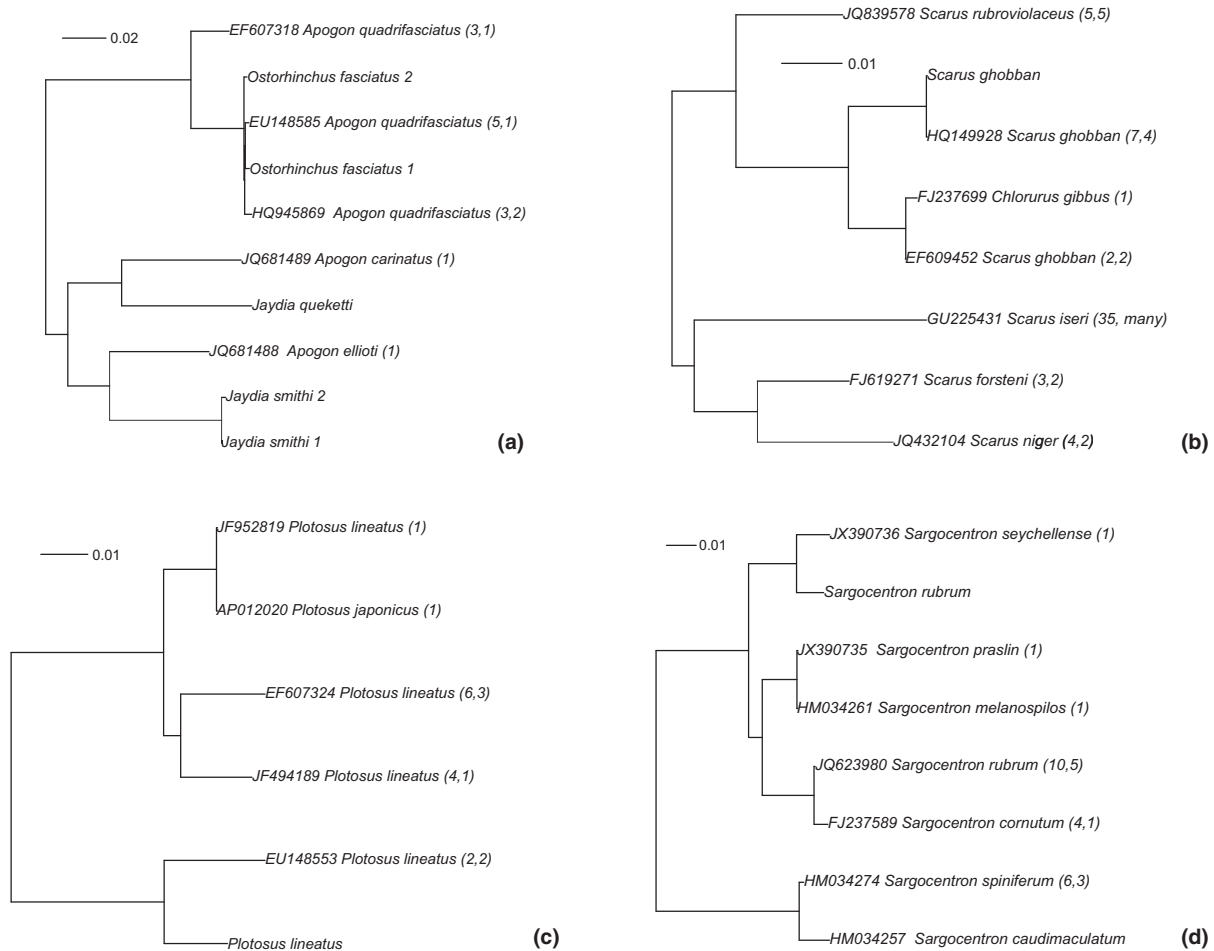 0.02
EF607318 Apogon quadrifasciatus (3,1)
Ostorhinchus fasciatus 2
EU148585 Apogon quadrifasciatus (5,1)
Ostorhinchus fasciatus 1
HQ945869 Apogon quadrifasciatus (3,2)
JQ681489 Apogon carinatus (1)
Jaydia queketti
JQ681488 Apogon ellioti (1)
Jaydia smithi 2
Jaydia smithi 1
(a)
JQ839578 Scarus rubroviolaceus (5,5)
0.01
Scarus ghobban
HQ149928 Scarus ghobban (7,4)
FJ237699 Chlorurus gibbus (1)
EF609452 Scarus ghobban (2,2)
GU225431 Scarus iseri (35, many)
FJ619271 Scarus forsteni (3,2)
JQ432104 Scarus niger (4,2)
(b)
JF952819 Plotosus lineatus (1)
0.01
AP012020 Plotosus japonicus (1)
EF607324 Plotosus lineatus (6,3)
JF494189 Plotosus lineatus (4,1)
EU148553 Plotosus lineatus (2,2)
Plotosus lineatus
(c)
JX390736 Sargocentron seychellense (1)
0.01
Sargocentron rubrum
JX390735 Sargocentron praslin (1)
HM034261 Sargocentron melanospilos (1)
JQ623980 Sargocentron rubrum (10,5)
FJ237589 Sargocentron cornutum (4,1)
HM034274 Sargocentron spiniferum (6,3)
HM034257 Sargocentron caudimaculatum
(d)